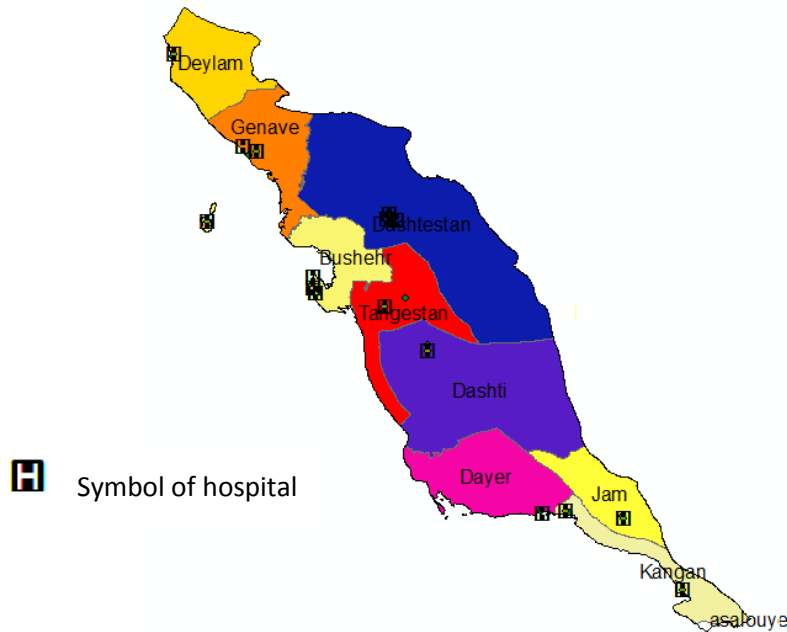 Deylam
Genave
Dashtestan
Bushehr
Tangestan
Dashti
Dayer
Jam
Kangan
asalouye
H Symbol of hospital